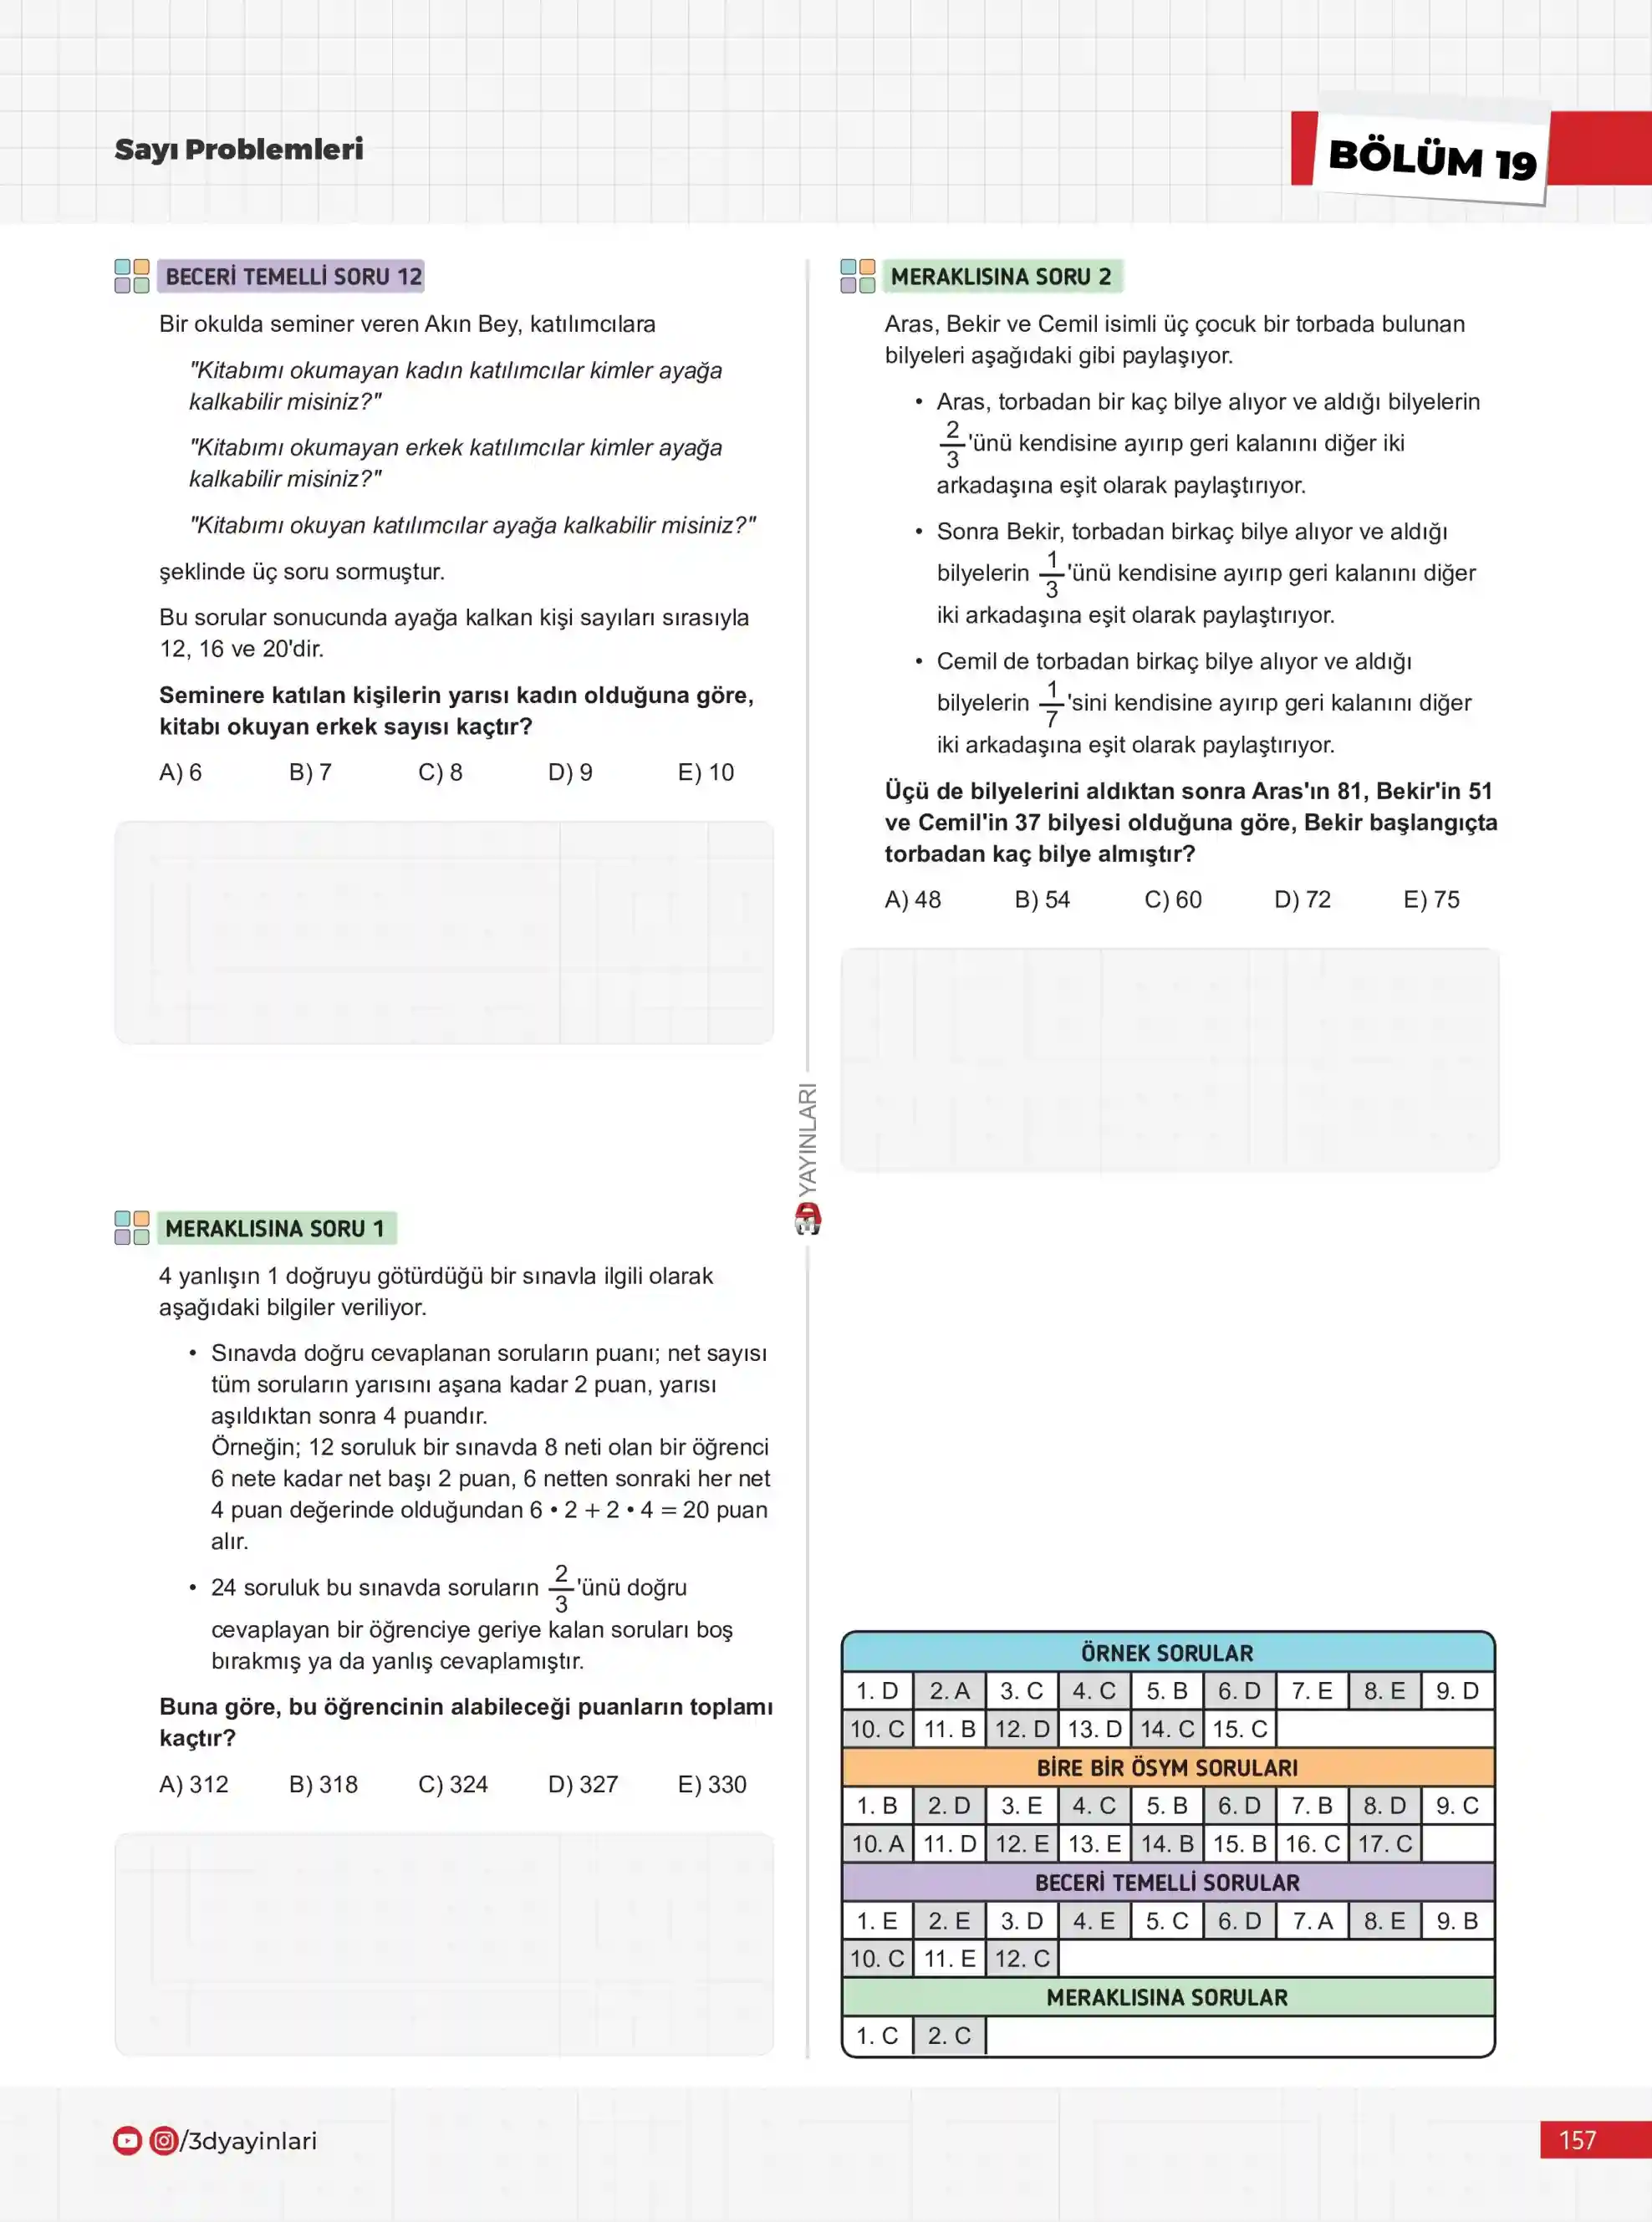 Sayı Problemleri
BÖLÜM 19
BECERİ TEMELLİ SORU 12
Bir okulda seminer veren Akın Bey, katılımcılara
"Kitabımı okumayan kadın katılımcılar kimler ayağa
kalkabilir misiniz?"
"Kitabımı okumayan erkek katılımcılar kimler ayağa
kalkabilir misiniz?"
"Kitabımı okuyan katılımcılar ayağa kalkabilir misiniz?"
şeklinde üç soru sormuştur.
Bu sorular sonucunda ayağa kalkan kişi sayıları sırasıyla
12, 16 ve 20'dir.
Seminere katılan kişilerin yarısı kadın olduğuna göre,
kitabı okuyan erkek sayısı kaçtır?
A) 6 B) 7 C) 8 D) 9 E) 10
MERAKLISINA SORU 1
4 yanlışın 1 doğruyu götürdüğü bir sınavla ilgili olarak
aşağıdaki bilgiler veriliyor.
• Sınavda doğru cevaplanan soruların puanı; net sayısı
tüm soruların yarısını aşana kadar 2 puan, yarısı
aşıldıktan sonra 4 puandır.
Örneğin; 12 soruluk bir sınavda 8 neti olan bir öğrenci
6 nete kadar net başı 2 puan, 6 netten sonraki her net
4 puan değerinde olduğundan 6 • 2 + 2 • 4 = 20 puan
alır.
• 24 soruluk bu sınavda soruların 2/3'ünü doğru
cevaplayan bir öğrenciye geriye kalan soruları boş
bırakmış ya da yanlış cevaplamıştır.
Buna göre, bu öğrencinin alabileceği puanların toplamı
kaçtır?
A) 312 B) 318 C) 324 D) 327 E) 330
YAYINLARI
MERAKLISINA SORU 2
Aras, Bekir ve Cemil isimli üç çocuk bir torbada bulunan
bilyeleri aşağıdaki gibi paylaşıyor.
• Aras, torbadan bir kaç bilye alıyor ve aldığı bilyelerin
2/3'ünü kendisine ayırıp geri kalanını diğer iki
arkadaşına eşit olarak paylaştırıyor.
• Sonra Bekir, torbadan birkaç bilye alıyor ve aldığı
bilyelerin 1/3'ünü kendisine ayırıp geri kalanını diğer
iki arkadaşına eşit olarak paylaştırıyor.
• Cemil de torbadan birkaç bilye alıyor ve aldığı
bilyelerin 1/7'sini kendisine ayırıp geri kalanını diğer
iki arkadaşına eşit olarak paylaştırıyor.
Üçü de bilyelerini aldıktan sonra Aras'ın 81, Bekir'in 51
ve Cemil'in 37 bilyesi olduğuna göre, Bekir başlangıçta
torbadan kaç bilye almıştır?
A) 48 B) 54 C) 60 D) 72 E) 75
ÖRNEK SORULAR
1. D 2. A 3. C 4. C 5. B 6. D 7. E 8. E 9. D
10. C 11. B 12. D 13. D 14. C 15. C
BİRE BİR ÖSYM SORULARI
1. B 2. D 3. E 4. C 5. B 6. D 7. B 8. D 9. C
10. A 11. D 12. E 13. E 14. B 15. B 16. C 17. C
BECERİ TEMELLİ SORULAR
1. E 2. E 3. D 4. E 5. C 6. D 7. A 8. E 9. B
10. C 11. E 12. C
MERAKLISINA SORULAR
1. C 2. C
/3dyayinlari
157